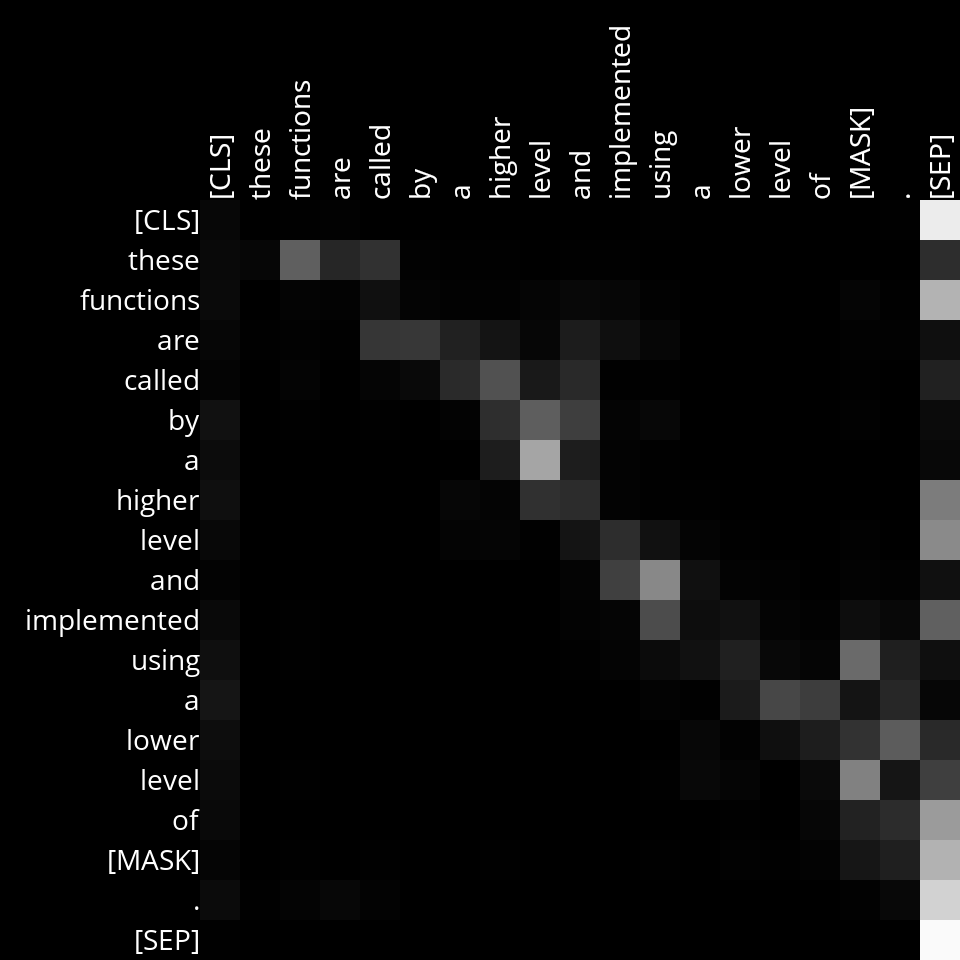 [CLS] these functions are called by a higher level and implemented using a lower level of [MASK] . [SEP]
[CLS]
these
functions
are
called
by
a
higher
level
and
implemented
using
a
lower
level
of
[MASK]
.
[SEP]